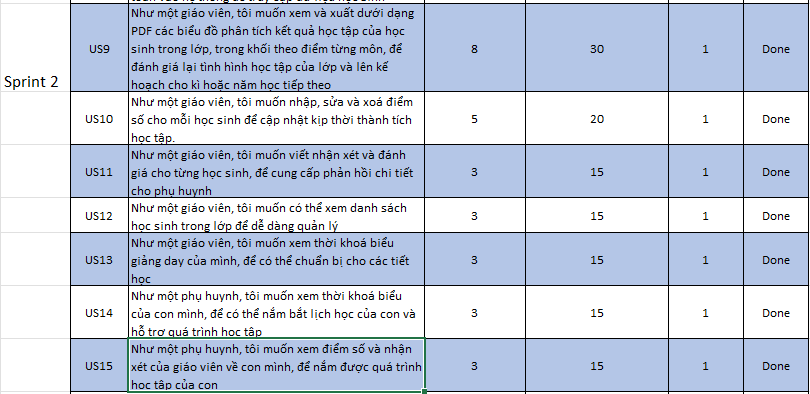 US9
Như một giáo viên, tôi muốn xem và xuất dưới dạng
PDF các biểu đồ phân tích kết quả học tập của học
sinh trong lớp, trong khối theo điểm từng môn, để
đánh giá lại tình hình học tập của lớp và lên kế
hoạch cho kì hoặc năm học tiếp theo
8
30
1
Done
Sprint 2
US10
Như một giáo viên, tôi muốn nhập, sửa và xoá điểm
số cho mỗi học sinh để cập nhật kịp thời thành tích
học tập.
5
20
1
Done
US11
Như một giáo viên, tôi muốn viết nhận xét và đánh
giá cho từng học sinh, để cung cấp phản hồi chi tiết
cho phụ huynh
3
15
1
Done
US12
Như một giáo viên, tôi muốn có thể xem danh sách
học sinh trong lớp để dễ dàng quản lý
3
15
1
Done
US13
Như một giáo viên, tôi muốn xem thời khoá biểu
giảng day của mình, để có thể chuẩn bị cho các tiết
học
3
15
1
Done
US14
Như một phụ huynh, tôi muốn xem thời khoá biểu
của con mình, để có thể nắm bắt lịch học của con và
hỗ trợ quá trình học tập
3
15
1
Done
US15
Như một phụ huynh, tôi muốn xem điểm số và nhận
xét của giáo viên về con mình, để nắm được quá trình
học tập của con
3
15
1
Done